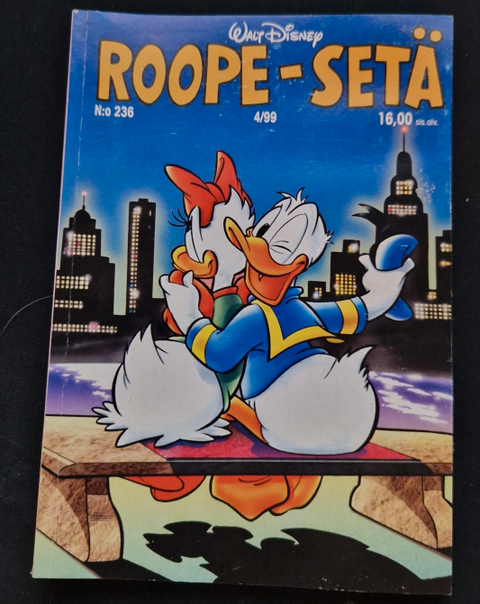 Walt Disney
ROOPE-SETÄ
N:o 236 4/99 16,00 sis.alv.